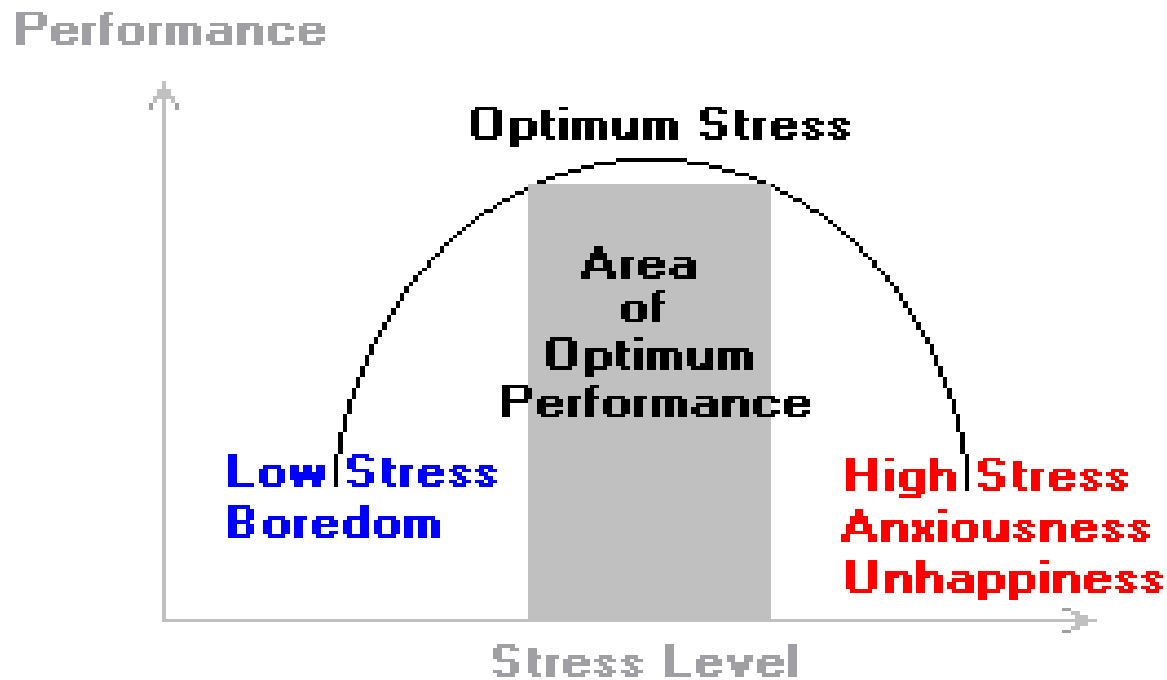 Performance
Optimum Stress
Area
of
Optimum
Performance
Low Stress
Boredom
High Stress
Anxiousness
Unhappiness
Stress Level